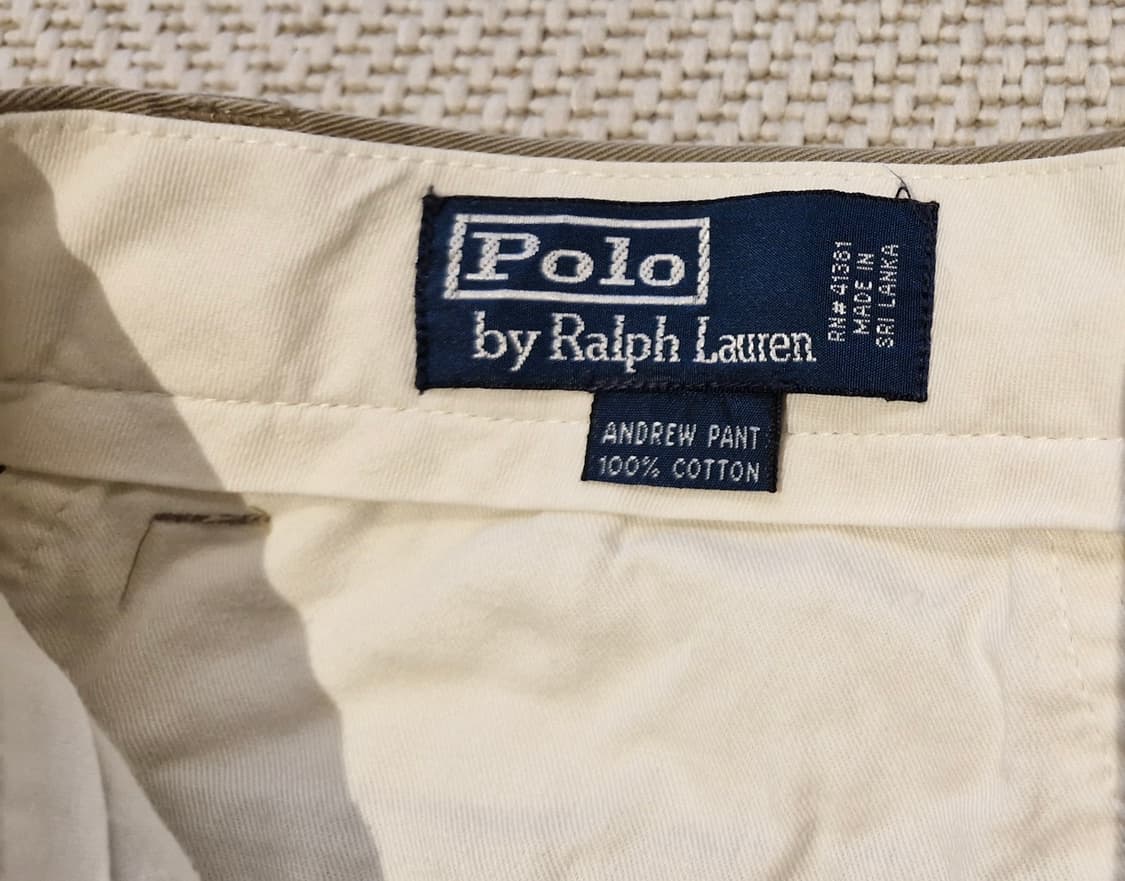 Polo
by Ralph Lauren
RN# 41381
MADE IN
SRI LANKA
ANDREW PANT
100% COTTON